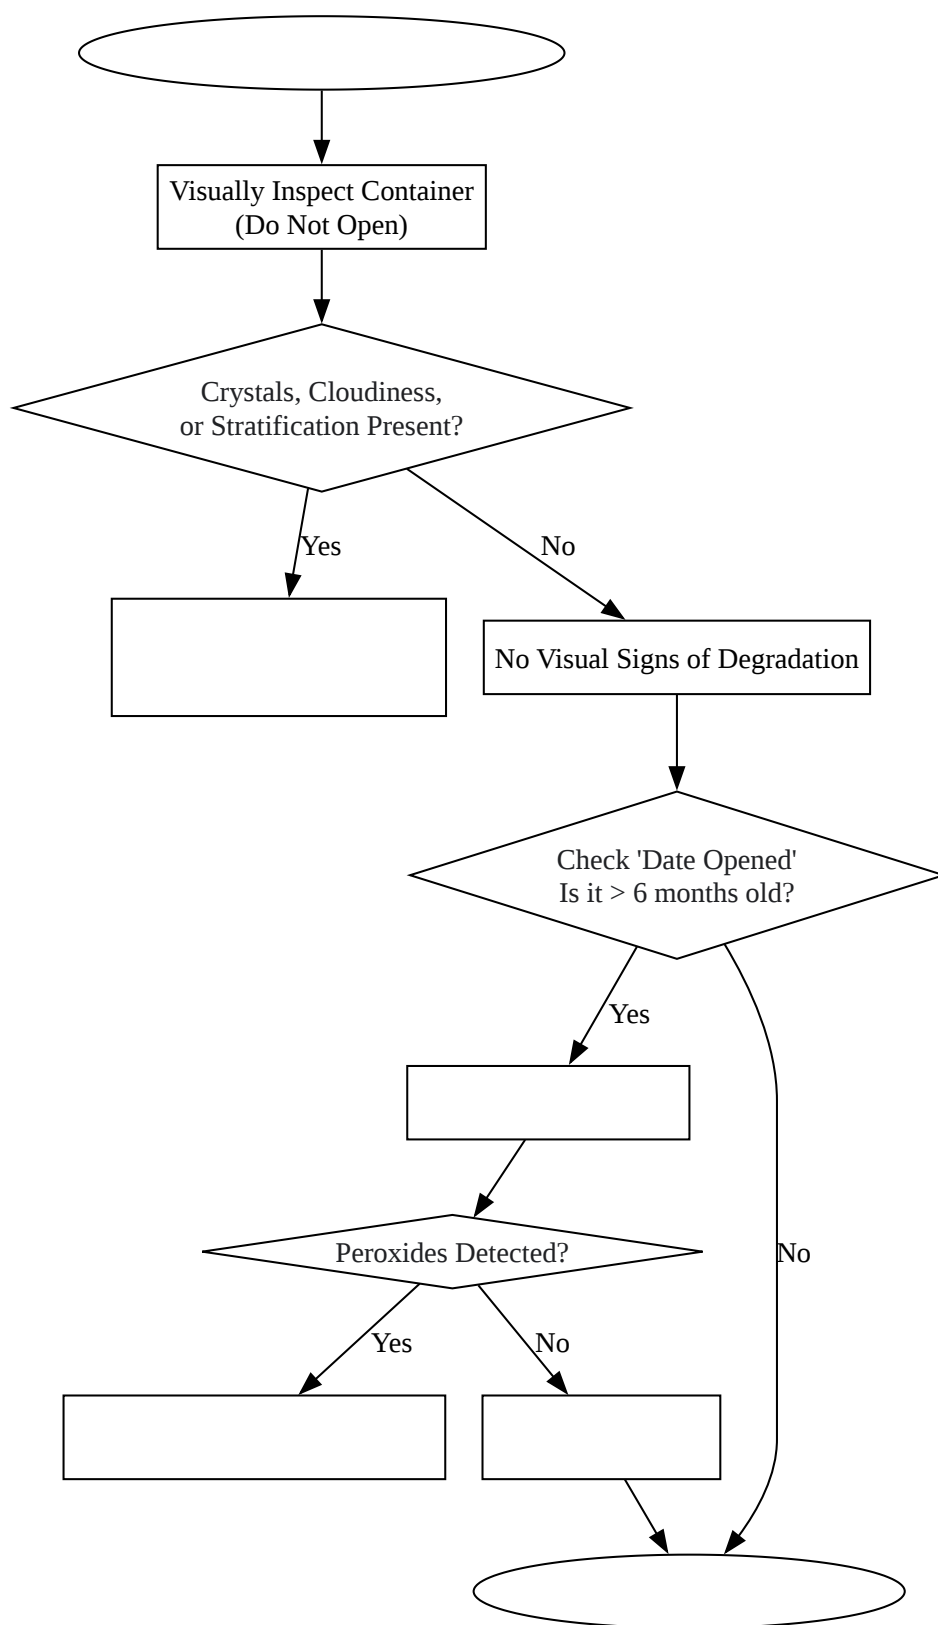 Visually Inspect Container
(Do Not Open)
Crystals, Cloudiness,
or Stratification Present?
Yes
No
No Visual Signs of Degradation
Check 'Date Opened'
Is it > 6 months old?
Yes
Peroxides Detected?
No
Yes
No